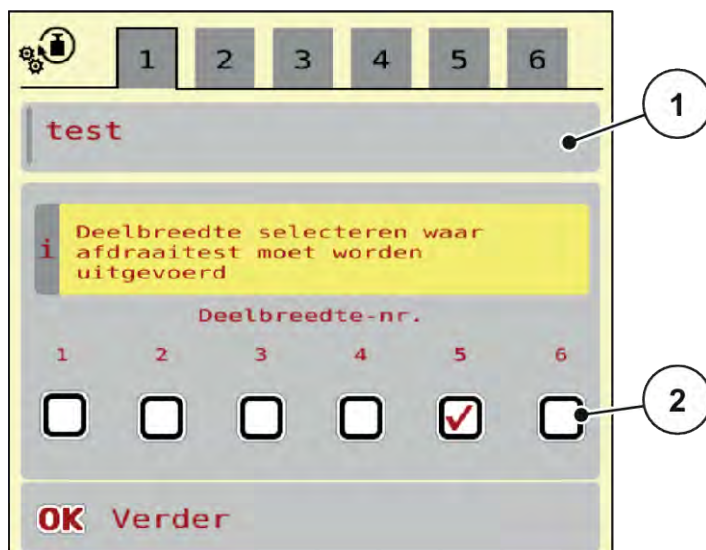 1 2 3 4 5 6
test
1
i
Deelbreedte selecteren waar
afdraaitest moet worden
uitgevoerd
Deelbreedte-nr.
1 2 3 4 5 6
2
OK Verder